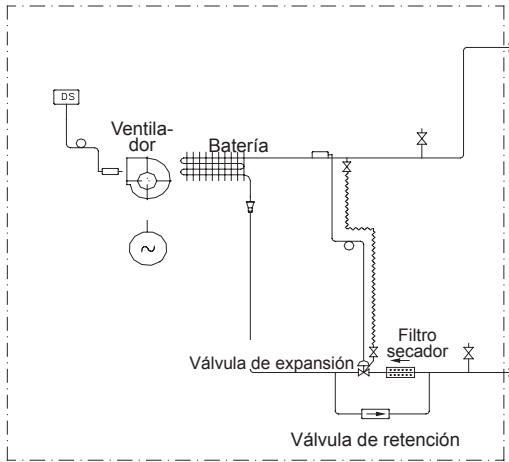 DS
Ventila-
dor
Batería
Válvula de expansión
Filtro
secador
Válvula de retención